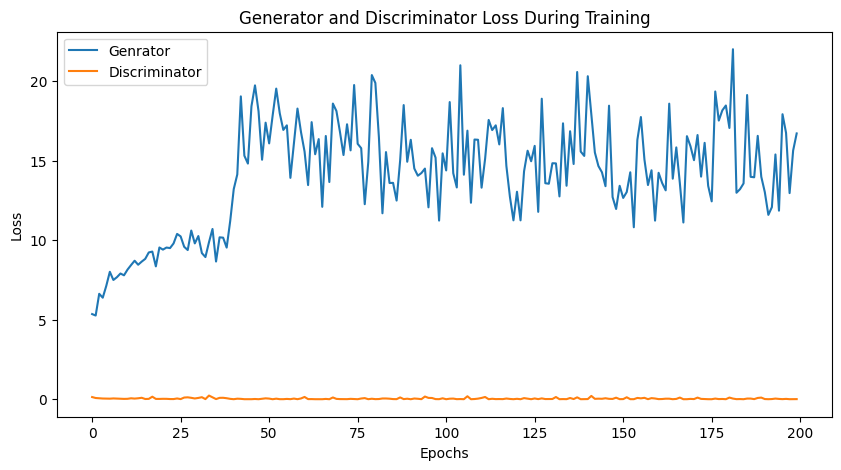 Generator and Discriminator Loss During Training
Genrator
Discriminator
Loss
20
15
10
5
0
0 25 50 75 100 125 150 175 200
Epochs